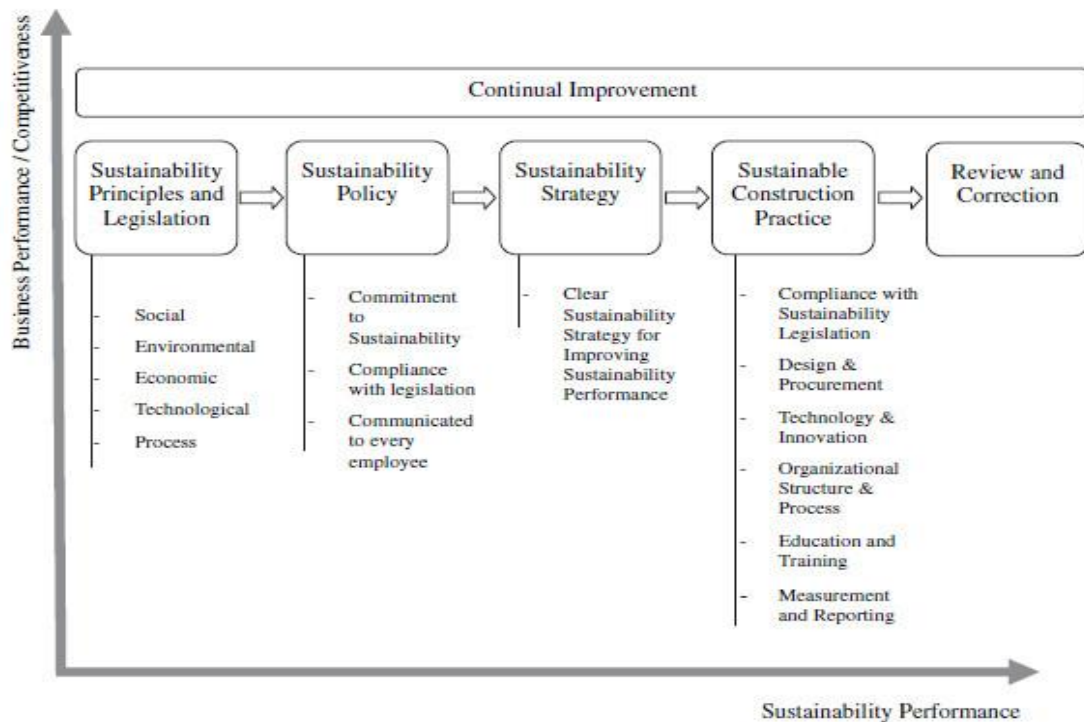 Business Performance / Competitiveness
Continual Improvement
Sustainability
Principles and
Legislation
Sustainability
Policy
Sustainability
Strategy
Sustainable
Construction
Practice
Review and
Correction
- Social
- Environmental
- Economic
- Technological
- Process
- Commitment
to
Sustainability
- Compliance
with legislation
- Communicated
to every
employee
- Clear
Sustainability
Strategy for
Improving
Sustainability
Performance
- Compliance with
Sustainability
Legislation
- Design &
Procurement
- Technology &
Innovation
- Organizational
Structure &
Process
- Education and
Training
- Measurement
and Reporting
Sustainability Performance